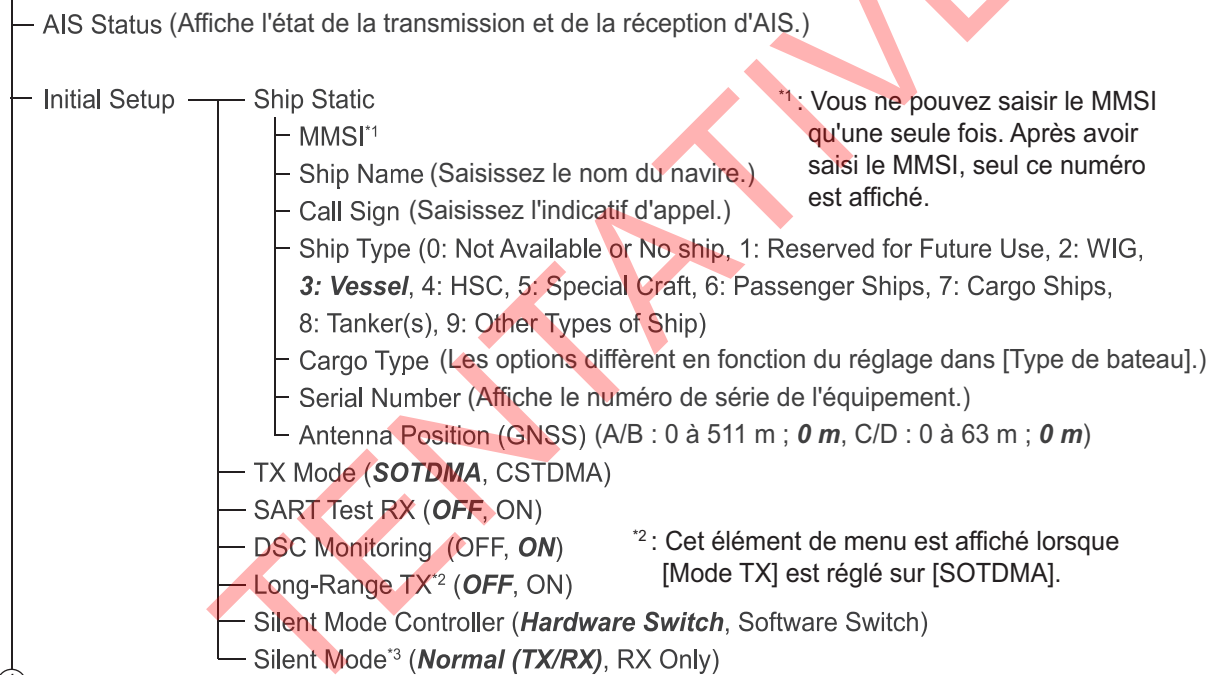 AIS Status (Affiche l'état de la transmission et de la réception d'AIS.)
Initial Setup
Ship Static
MMSI*1
Ship Name (Saisissez le nom du navire.)
Call Sign (Saisissez l'indicatif d'appel.)
Ship Type (0: Not Available or No ship, 1: Reserved for Future Use, 2: WIG,
3: Vessel, 4: HSC, 5: Special Craft, 6: Passenger Ships, 7: Cargo Ships,
8: Tanker(s), 9: Other Types of Ship)
Cargo Type (Les options diffèrent en fonction du réglage dans [Type de bateau].)
Serial Number (Affiche le numéro de série de l'équipement.)
Antenna Position (GNSS) (A/B : 0 à 511 m ; 0 m, C/D : 0 à 63 m ; 0 m)
*1 : Vous ne pouvez saisir le MMSI
qu'une seule fois. Après avoir
saisi le MMSI, seul ce numéro
est affiché.
TX Mode (SOTDMA, CSTDMA)
SART Test RX (OFF, ON)
DSC Monitoring (OFF, ON)
Long-Range TX*2 (OFF, ON)
*2 : Cet élément de menu est affiché lorsque
[Mode TX] est réglé sur [SOTDMA].
Silent Mode Controller (Hardware Switch, Software Switch)
Silent Mode*3 (Normal (TX/RX), RX Only)
TENTATIVE